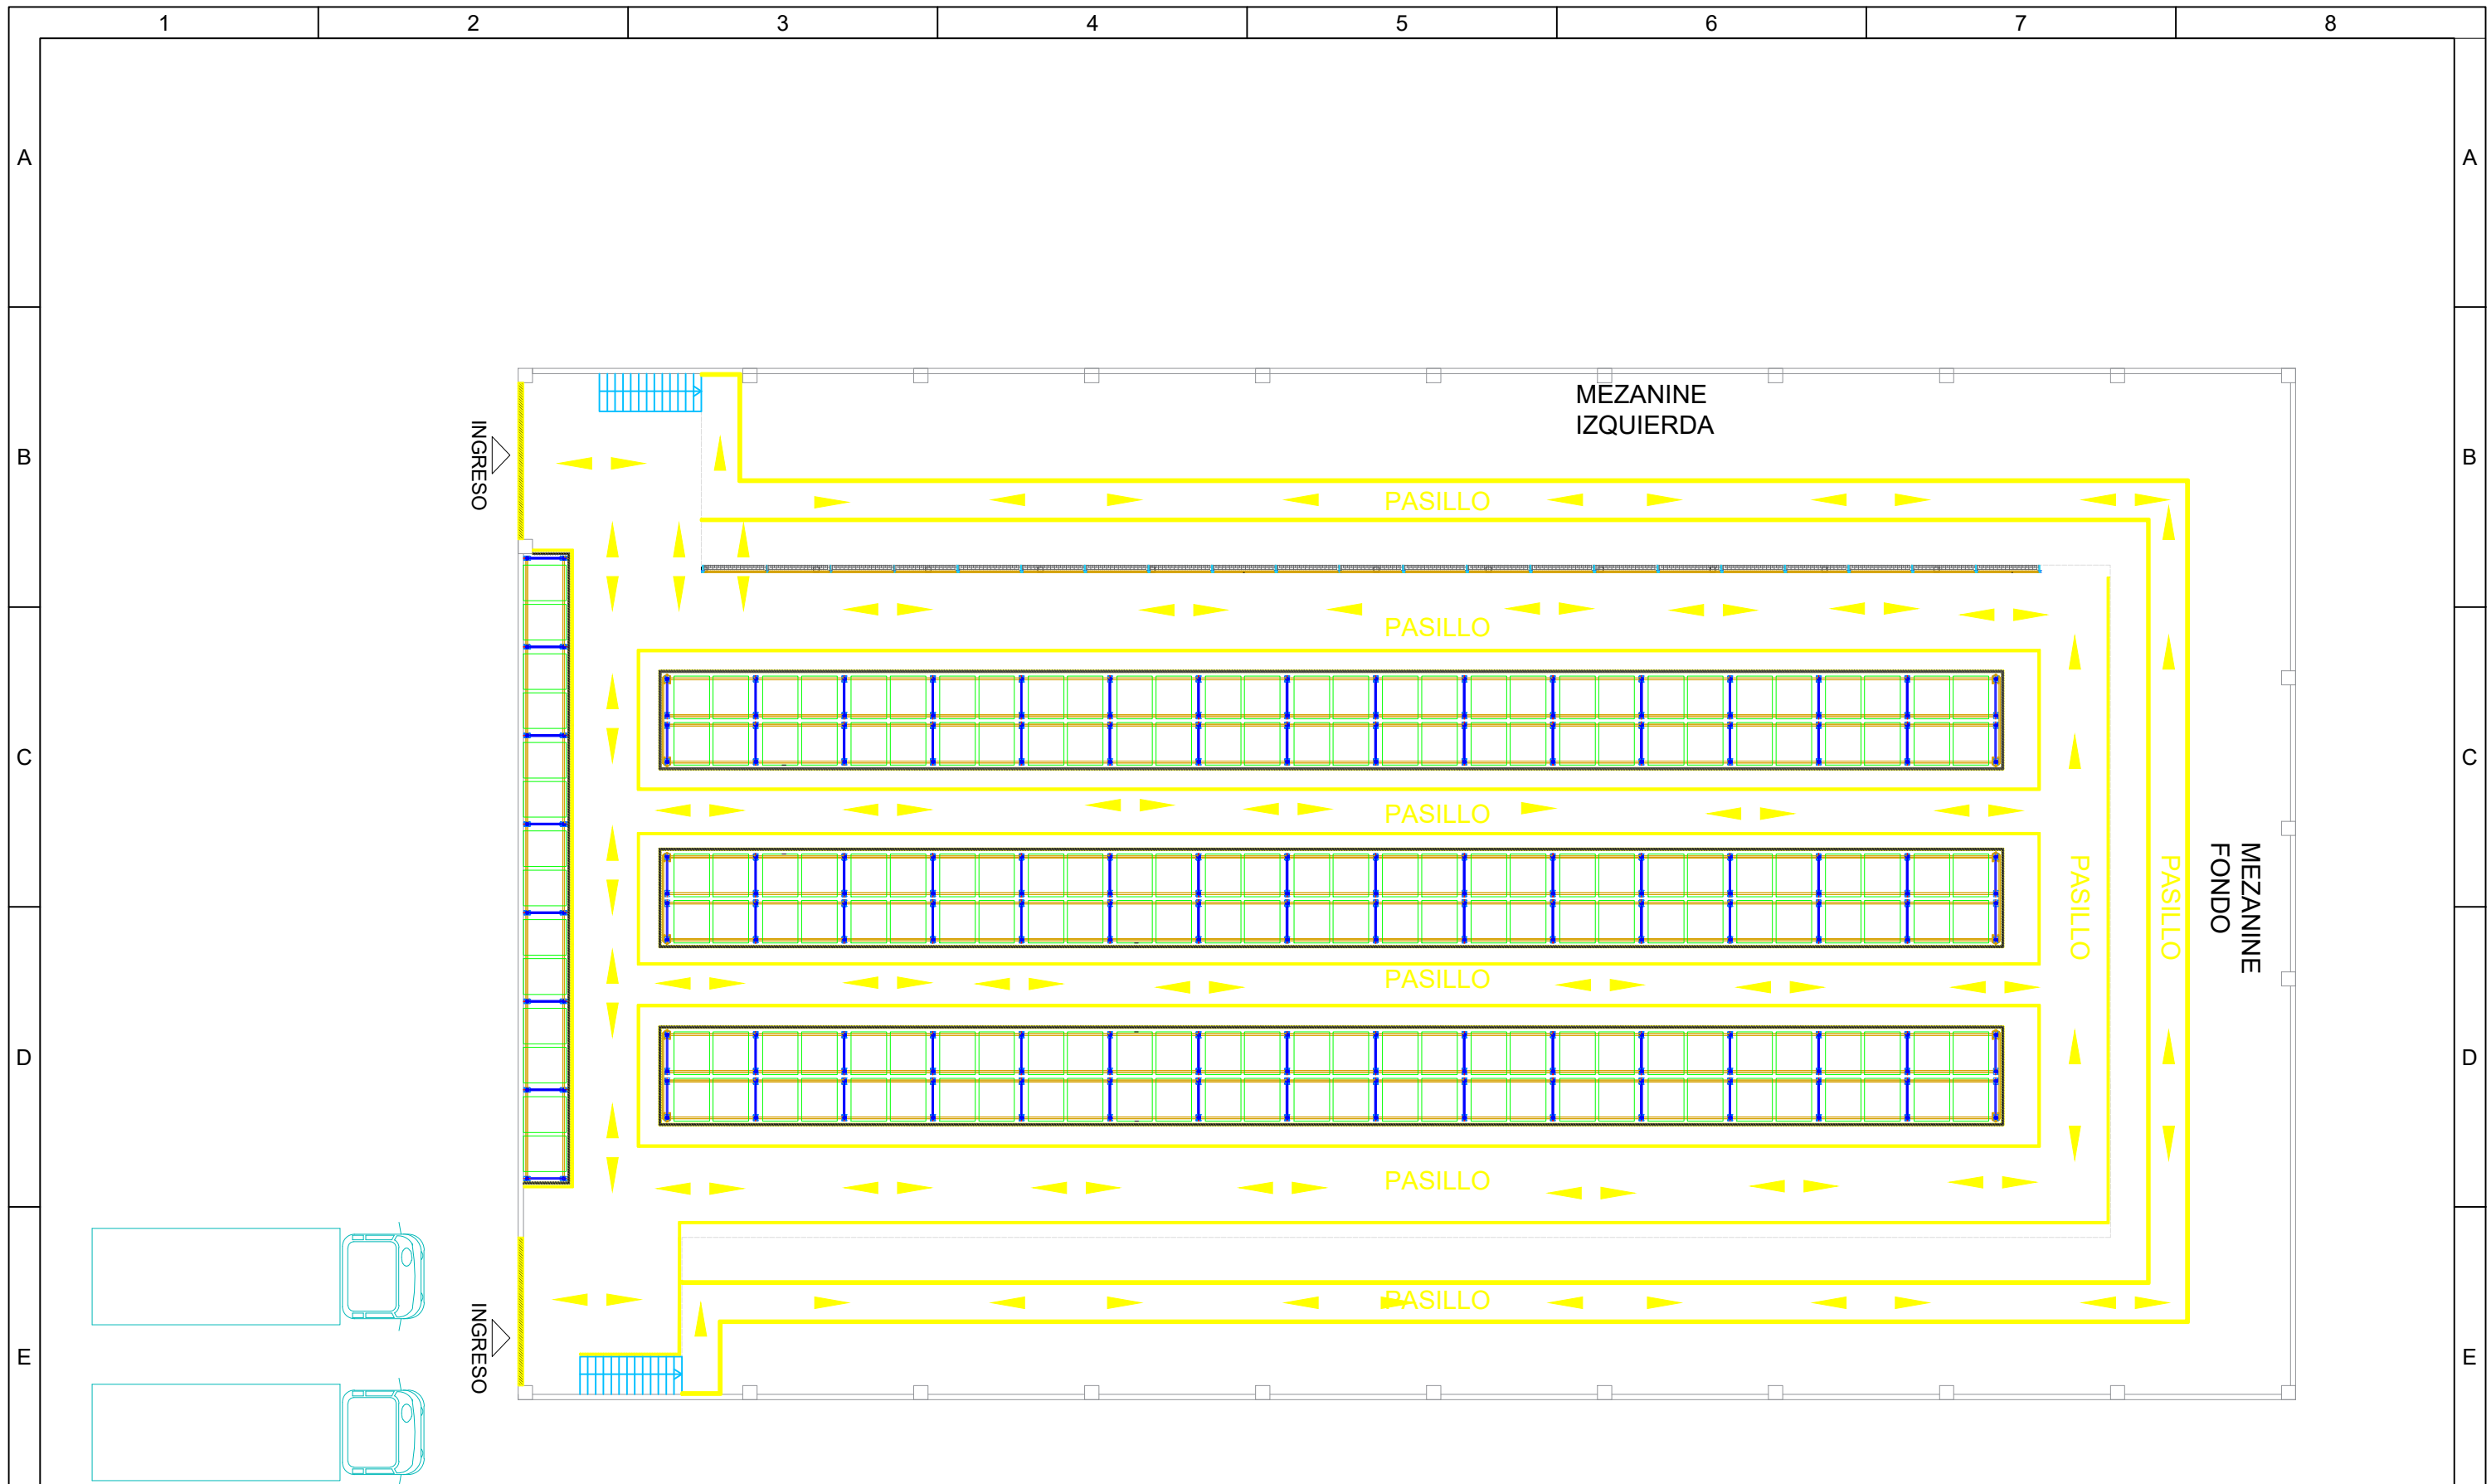 1 2 3 4 5 6 7 8
A A
MEZANINE
IZQUIERDA
INGRESO
B B
PASILLO
PASILLO
C C
PASILLO
MEZANINE
FONDO
PASILLO
PASILLO
PASILLO
D D
PASILLO
PASILLO
INGRESO
E E